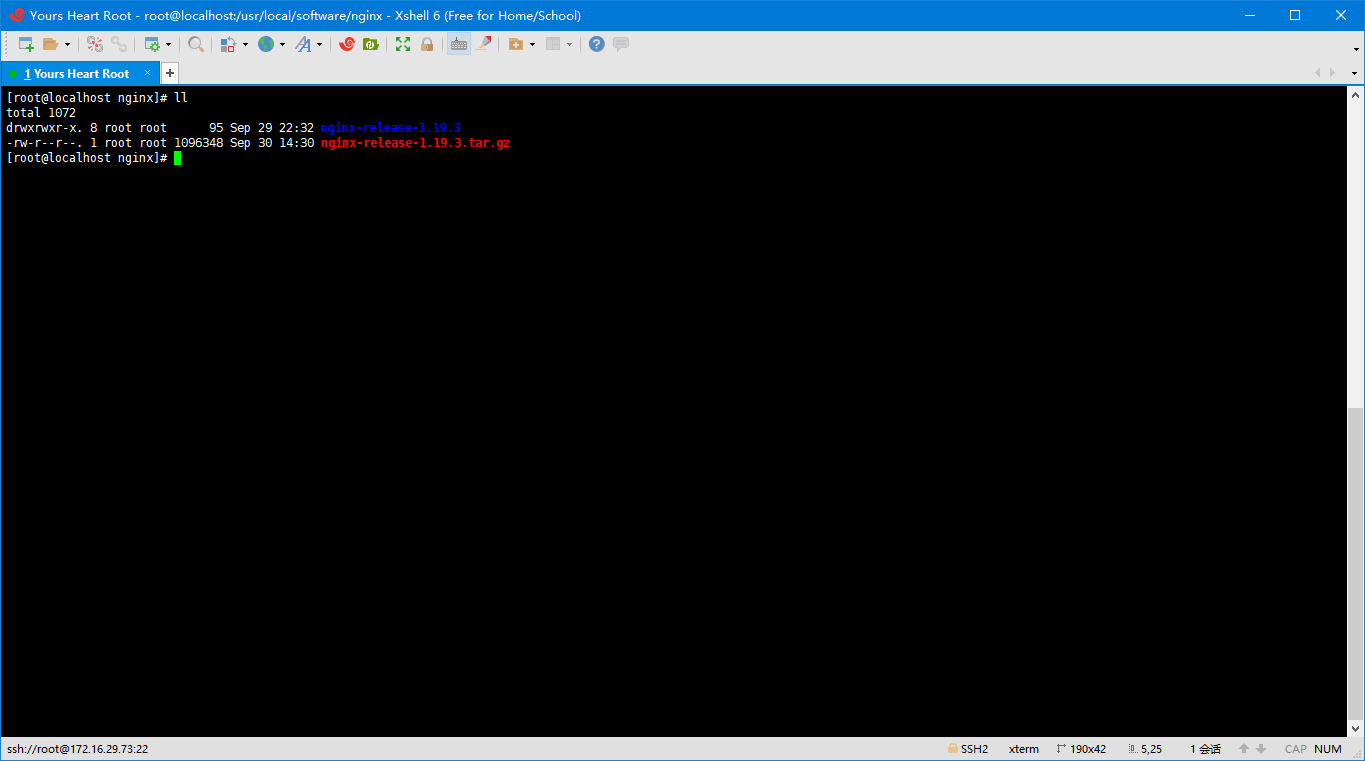 Yours Heart Root - root@localhost:/usr/local/software/nginx - Xshell 6 (Free for Home/School)
1 Yours Heart Root
[root@localhost nginx]# ll
total 1072
drwxrwxr-x. 8 root root      95 Sep 29 22:32 nginx-release-1.19.3
-rw-r--r--. 1 root root 1096348 Sep 30 14:30 nginx-release-1.19.3.tar.gz
[root@localhost nginx]#
ssh://root@172.16.29.73:22 SSH2 xterm 190x42 5,25 1 会话 CAP NUM